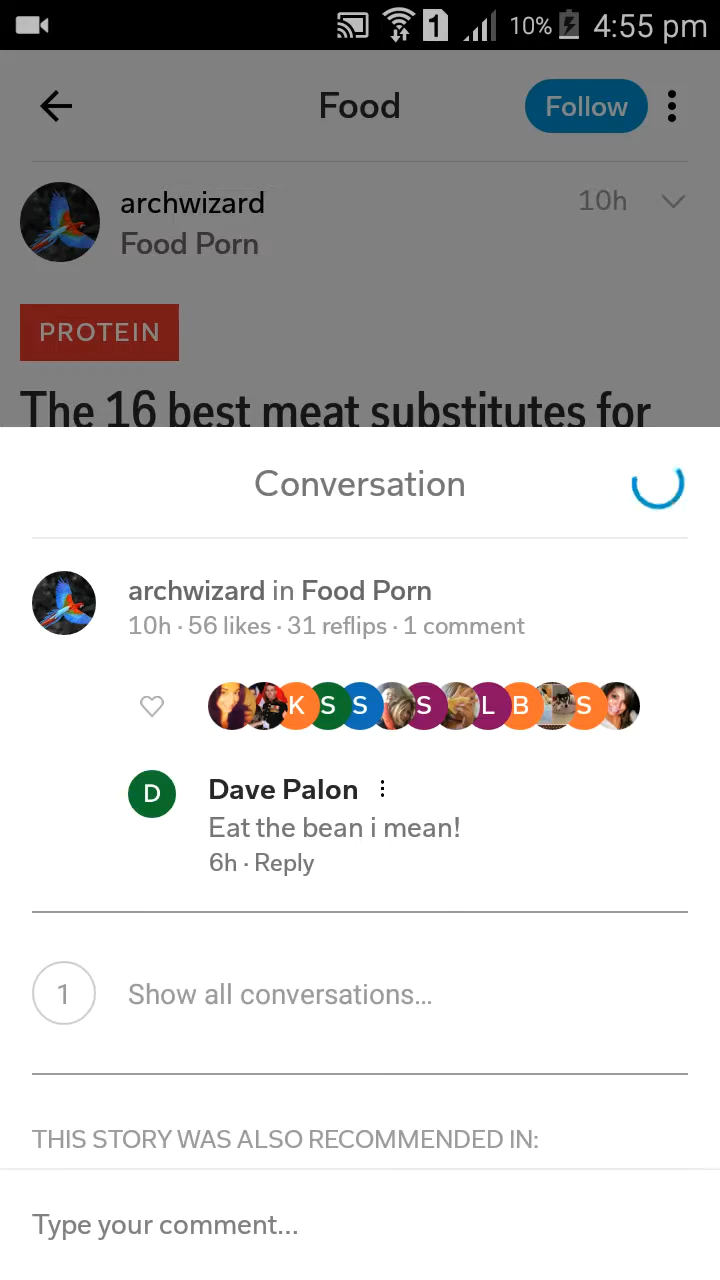 1 10% 4:55 pm
Food Follow
archwizard 10h
Food Porn
PROTEIN
The 16 best meat substitutes for
Conversation
archwizard in Food Porn
10h · 56 likes · 31 reflips · 1 comment
K S S S L B S
D Dave Palon
Eat the bean i mean!
6h · Reply
1 Show all conversations...
THIS STORY WAS ALSO RECOMMENDED IN:
Type your comment...